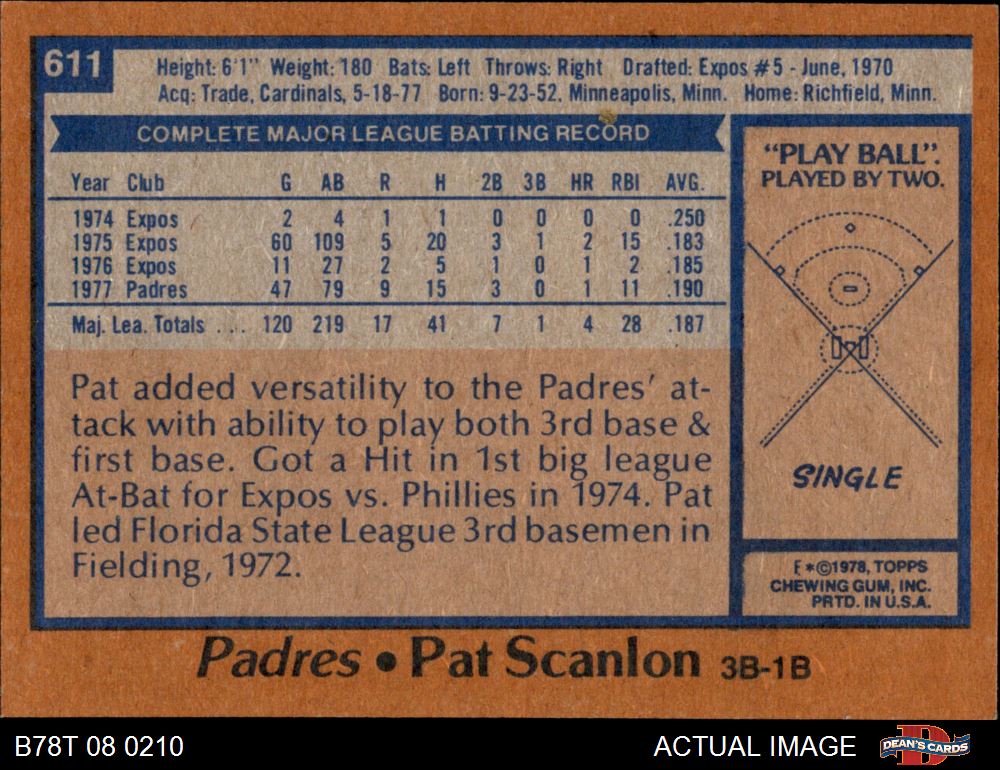 611
Height: 6'1" Weight: 180 Bats: Left Throws: Right Drafted: Expos #5 - June, 1970
Acq: Trade, Cardinals, 5-18-77 Born: 9-23-52, Minneapolis, Minn. Home: Richfield, Minn.
COMPLETE MAJOR LEAGUE BATTING RECORD
Year Club G AB R H 2B 3B HR RBI AVG.
1974 Expos 2 4 1 1 0 0 0 0 .250
1975 Expos 60 109 5 20 3 1 2 15 .183
1976 Expos 11 27 2 5 1 0 1 2 .185
1977 Padres 47 79 9 15 3 0 1 11 .190
Maj. Lea. Totals .... 120 219 17 41 7 1 4 28 .187
Pat added versatility to the Padres' at-
tack with ability to play both 3rd base &
first base. Got a Hit in 1st big league
At-Bat for Expos vs. Phillies in 1974. Pat
led Florida State League 3rd basemen in
Fielding, 1972.
"PLAY BALL".
PLAYED BY TWO.
SINGLE
E*©1978, TOPPS
CHEWING GUM, INC.
PRTD. IN U.S.A.
Padres • Pat Scanlon 3B-1B
B78T 08 0210
ACTUAL IMAGE
DEAN'S CARDS